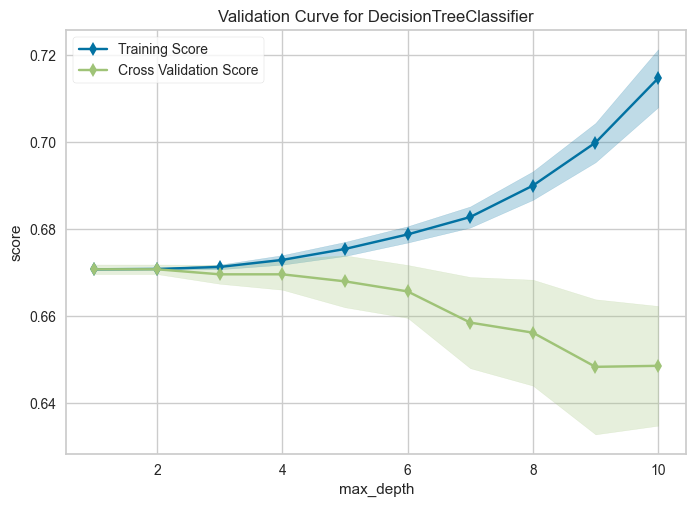 Validation Curve for DecisionTreeClassifier
Training Score
Cross Validation Score
score
0.72
0.70
0.68
0.66
0.64
2 4 6 8 10
max_depth